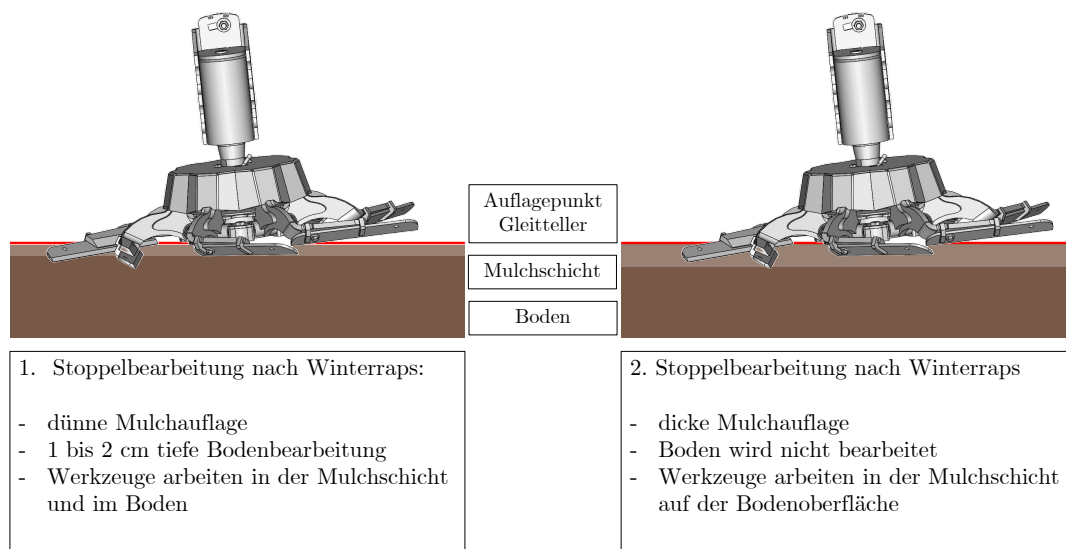 Auflagepunkt
Gleitteller
Mulchschicht
Boden
1. Stoppelbearbeitung nach Winterraps:
- dünne Mulchauflage
- 1 bis 2 cm tiefe Bodenbearbeitung
- Werkzeuge arbeiten in der Mulchschicht
und im Boden
2. Stoppelbearbeitung nach Winterraps
- dicke Mulchauflage
- Boden wird nicht bearbeitet
- Werkzeuge arbeiten in der Mulchschicht
auf der Bodenoberfläche